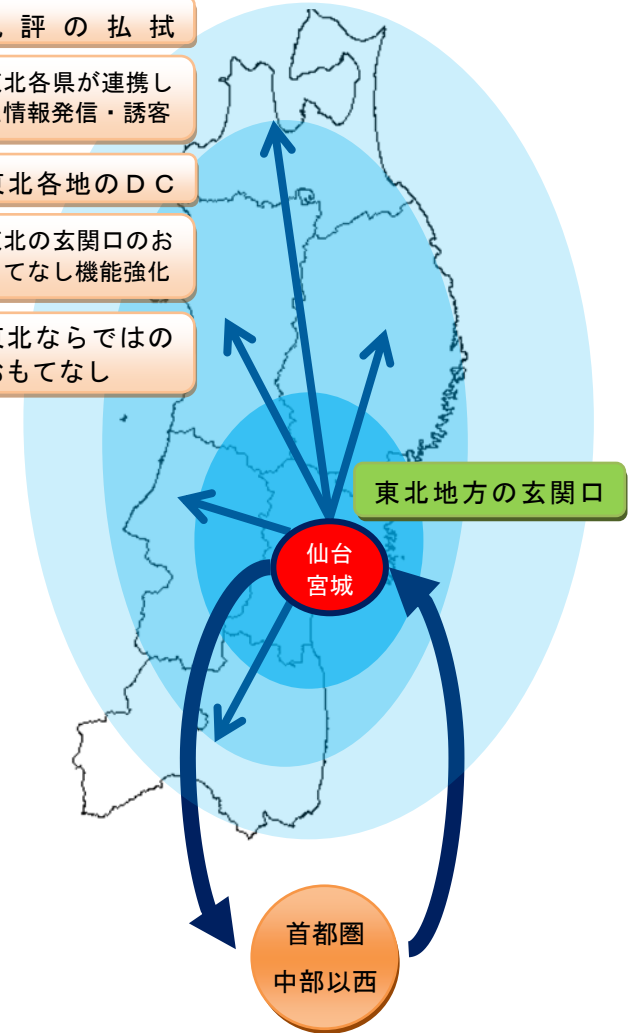 評の払拭
北各県が連携し
情報発信・誘客
北各地のＤＣ
北の玄関口のお
てなし機能強化
北ならではの
おもてなし
東北地方の玄関口
仙台
宮城
首都圏
中部以西